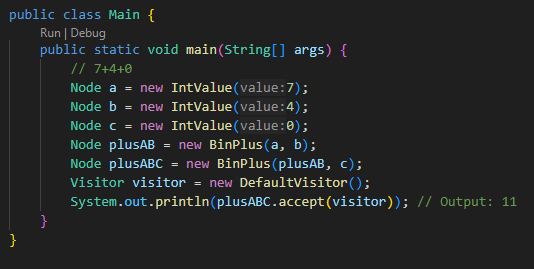 public class Main {
Run | Debug
public static void main(String[] args) {
// 7+4+0
Node a = new IntValue(value:7);
Node b = new IntValue(value:4);
Node c = new IntValue(value:0);
Node plusAB = new BinPlus(a, b);
Node plusABC = new BinPlus(plusAB, c);
Visitor visitor = new DefaultVisitor();
System.out.println(plusABC.accept(visitor)); // Output: 11
}
}